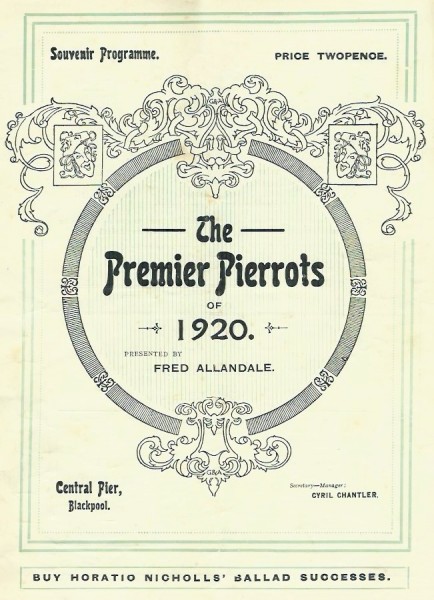 Souvenir Programme.
PRICE TWOPENCE.
G&A
The
Premier Pierrots
OF
1920.
PRESENTED BY
FRED ALLANDALE.
G&A
Central Pier,
Blackpool.
Secretary—Manager:
CYRIL CHANTLER.
BUY HORATIO NICHOLLS' BALLAD SUCCESSES.